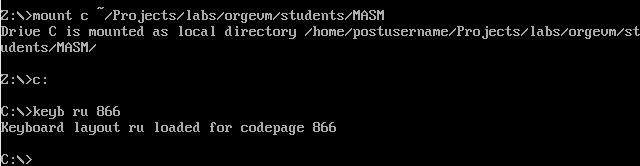 Z:\>mount c ~/Projects/labs/orgevm/students/MASM
Drive C is mounted as local directory /home/postusername/Projects/labs/orgevm/st
udents/MASM/
Z:\>c:
C:\>keyb ru 866
Keyboard layout ru loaded for codepage 866
C:\>